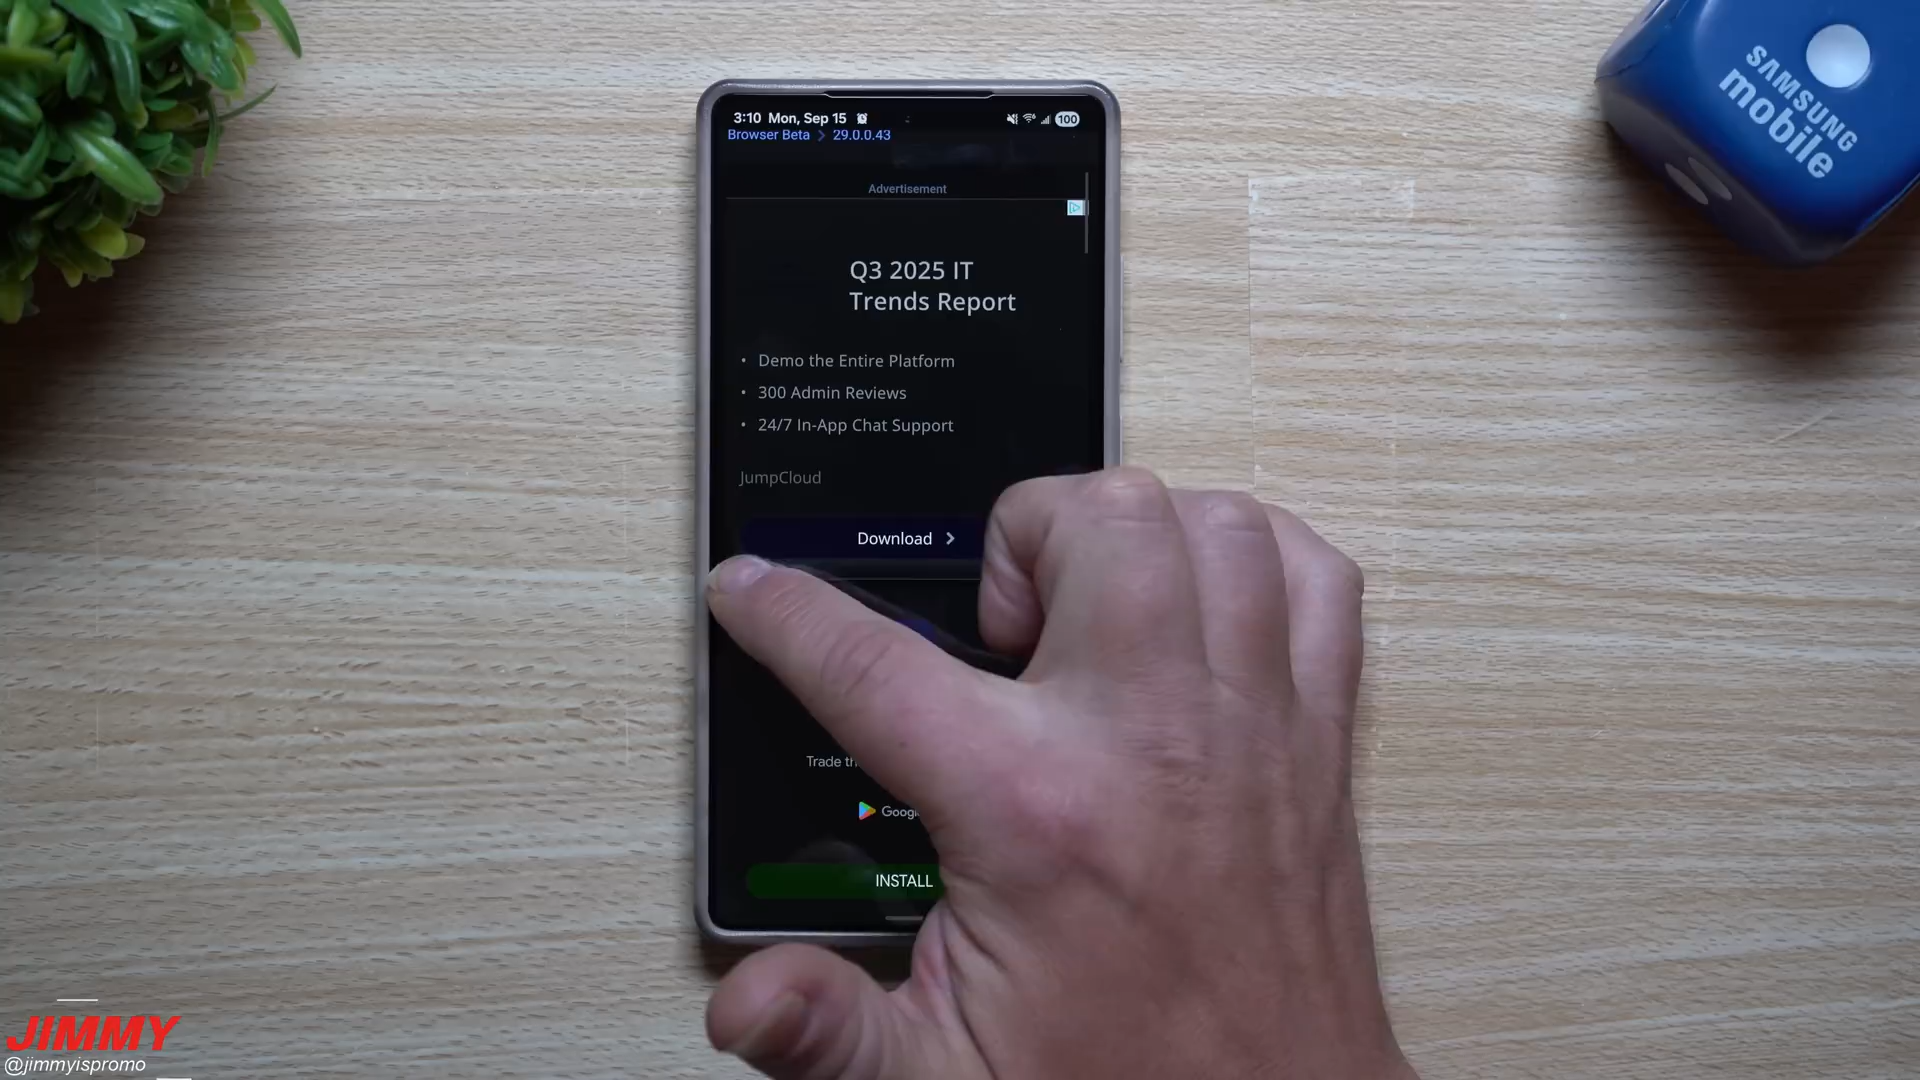 3:10 Mon, Sep 15
100
Browser Beta > 29.0.0.43
Advertisement
Q3 2025 IT
Trends Report
• Demo the Entire Platform
• 300 Admin Reviews
• 24/7 In-App Chat Support
JumpCloud
Download >
Trade
INSTALL
SAMSUNG
mobile
JIMMY
@jimmyispromo